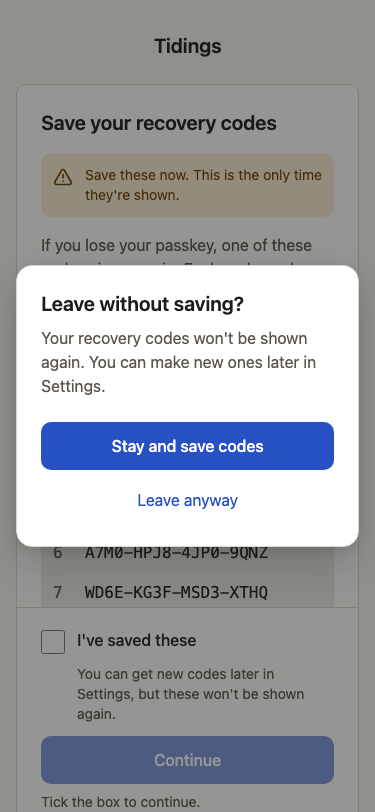 Tidings
Save your recovery codes
Save these now. This is the only time
they're shown.
If you lose your passkey, one of these
Leave without saving?
Your recovery codes won't be shown
again. You can make new ones later in
Settings.
Stay and save codes
Leave anyway
6 A7M0-HPJ8-4JP0-9QNZ
7 WD6E-KG3F-MSD3-XTHQ
I've saved these
You can get new codes later in
Settings, but these won't be shown
again.
Continue
Tick the box to continue.